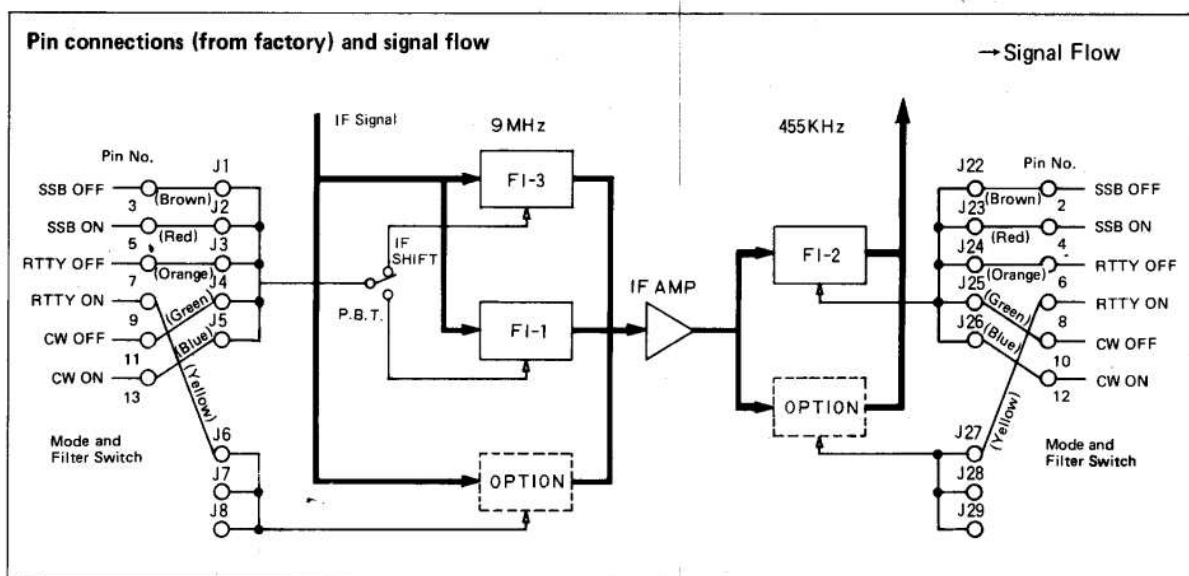 Pin connections (from factory) and signal flow
→ Signal Flow
IF Signal
9MHz
455KHz
Pin No.
J1
SSB OFF
3
(Brown)
J2
SSB ON
5
(Red)
J3
RTTY OFF
7
(Orange)
J4
RTTY ON
9
(Green)
J5
CW OFF
11
(Blue)
CW ON
13
(Yellow)
J6
J7
J8
Mode and
Filter Switch
FI-3
IF
SHIFT
P.B.T.
FI-1
OPTION
IF AMP
FI-2
OPTION
J22
Pin No.
(Brown)
2
SSB OFF
J23
(Red)
4
SSB ON
J24
(Orange)
6
RTTY OFF
J25
(Green)
8
RTTY ON
J26
(Blue)
10
CW OFF
12
CW ON
(Yellow)
J27
J28
J29
Mode and
Filter Switch